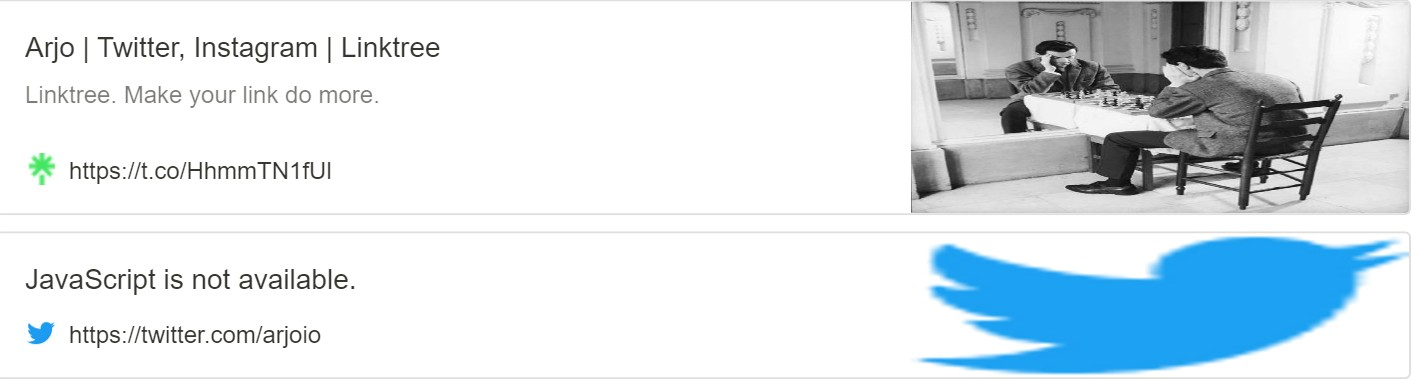 Arjo | Twitter, Instagram | Linktree
Linktree. Make your link do more.
https://t.co/HhmmTN1fUl
JavaScript is not available.
https://twitter.com/arjoio